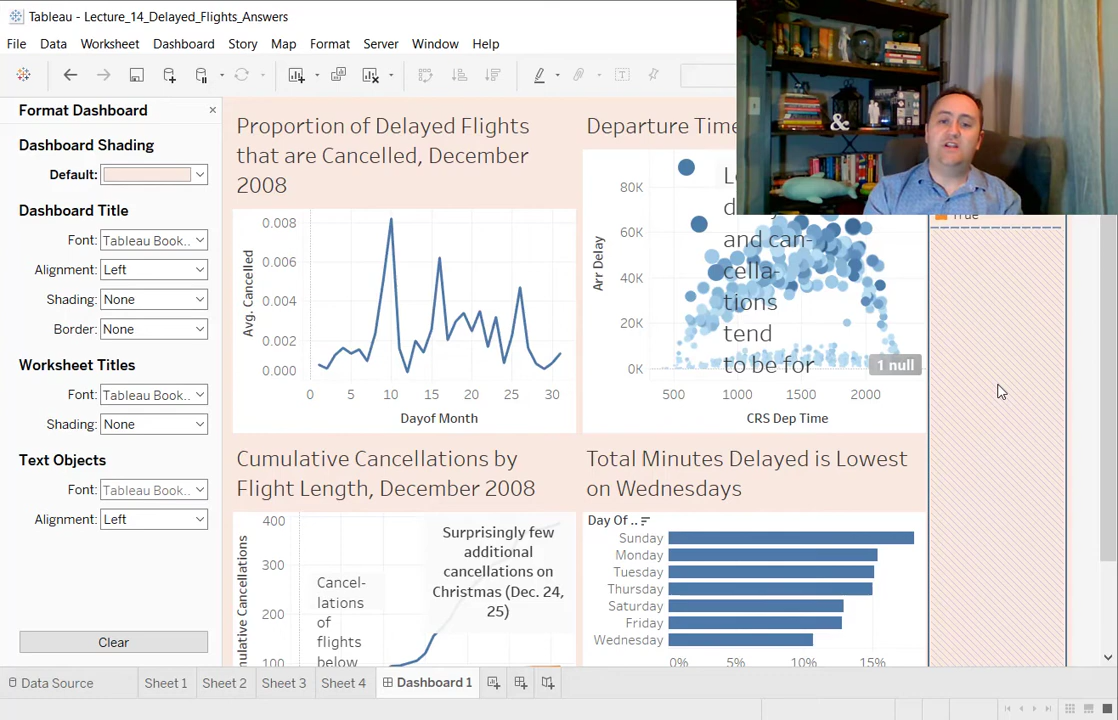 Tableau - Lecture_14_Delayed_Flights_Answers
File Data Worksheet Dashboard Story Map Format Server Window Help
Format Dashboard
Dashboard Shading
Default:
Dashboard Title
Font: Tableau Book..
Alignment: Left
Shading: None
Border: None
Worksheet Titles
Font: Tableau Book..
Shading: None
Text Objects
Font: Tableau Book..
Alignment: Left
Clear
Proportion of Delayed Flights
that are Cancelled, December
2008
Avg. Cancelled
0.008
0.006
0.004
0.002
0.000
0 5 10 15 20 25 30
Dayof Month
Departure Time
Arr Delay
80K
60K
40K
20K
0K
and can-
cella-
tions
tend
to be for
1 null
500 1000 1500 2000
CRS Dep Time
True
&
Cumulative Cancellations by
Flight Length, December 2008
400
300
200
100
Cancel-
lations
of
flights
below
Surprisingly few
additional
cancellations on
Christmas (Dec. 24,
25)
Total Minutes Delayed is Lowest
on Wednesdays
Day Of ..
Sunday
Monday
Tuesday
Thursday
Saturday
Friday
Wednesday
0% 5% 10% 15%
Data Source Sheet 1 Sheet 2 Sheet 3 Sheet 4 Dashboard 1